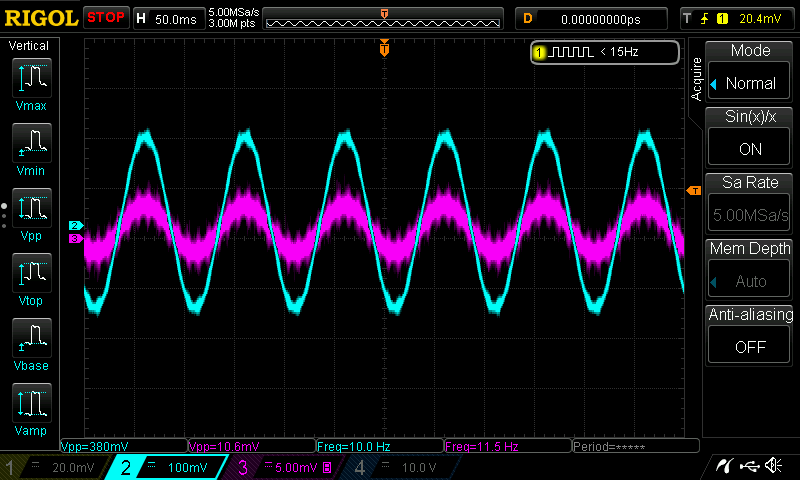 RIGOL STOP H 50.0ms 5.00MSa/s 3.00M pts D 0.00000000ps T 1 20.4mV
Vertical
Vmax
Vmin
Vpp
Vtop
Vbase
Vamp
T
1 < 15Hz
2
3
T
Acquire
Mode
Normal
Sin(x)/x
ON
Sa Rate
5.00MSa/s
Mem Depth
Auto
Anti-aliasing
OFF
Vpp=380mV Vpp=10.6mV Freq=10.0 Hz Freq=11.5 Hz Period=*****
1 20.0mV 2 100mV 3 5.00mV B 4 10.0 V